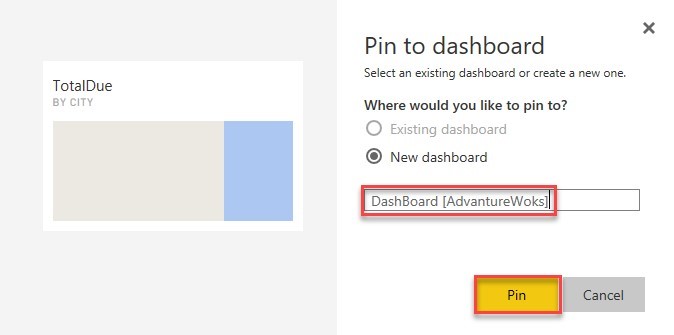 TotalDue
BY CITY
Pin to dashboard
Select an existing dashboard or create a new one.
Where would you like to pin to?
Existing dashboard
New dashboard
DashBoard [AdvantureWoks]
Pin
Cancel